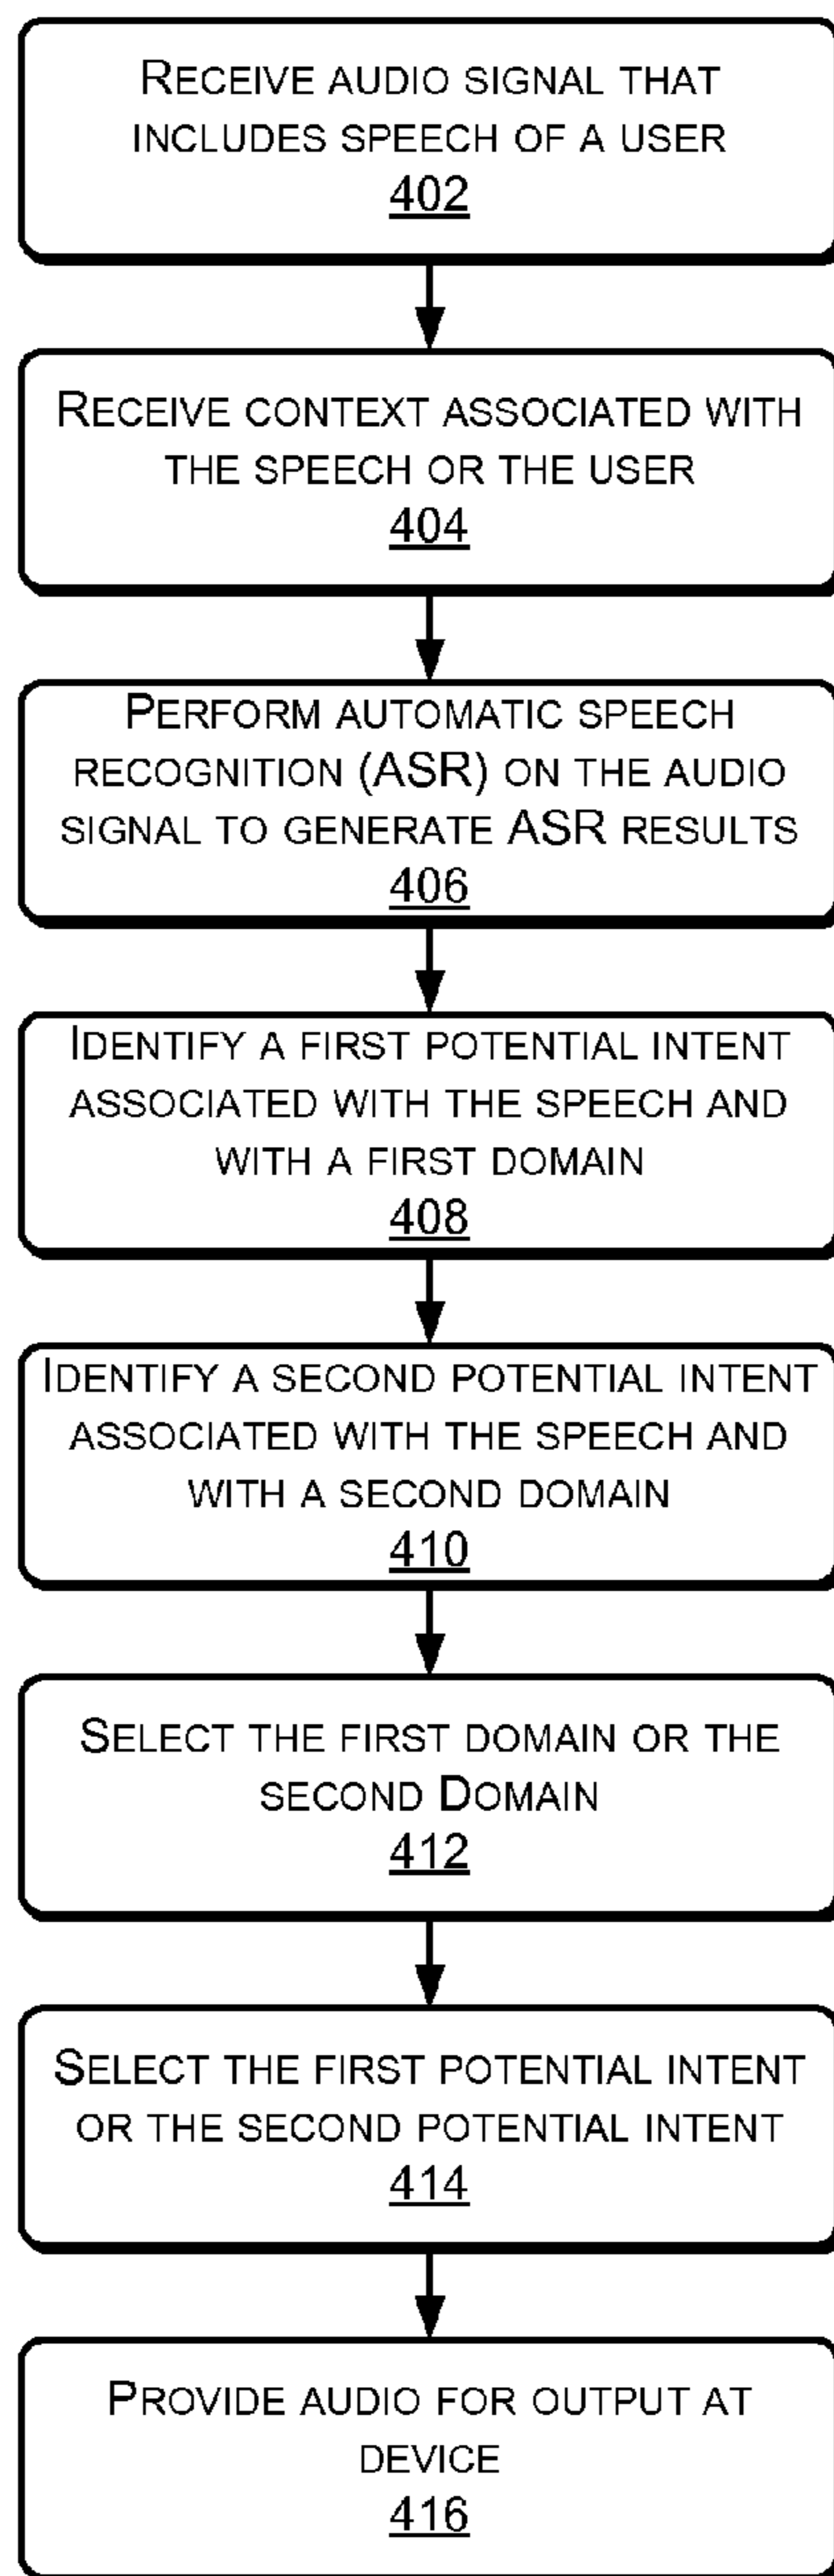 RECEIVE AUDIO SIGNAL THAT
INCLUDES SPEECH OF A USER
402
RECEIVE CONTEXT ASSOCIATED WITH
THE SPEECH OR THE USER
404
PERFORM AUTOMATIC SPEECH
RECOGNITION (ASR) ON THE AUDIO
SIGNAL TO GENERATE ASR RESULTS
406
IDENTIFY A FIRST POTENTIAL INTENT
ASSOCIATED WITH THE SPEECH AND
WITH A FIRST DOMAIN
408
IDENTIFY A SECOND POTENTIAL INTENT
ASSOCIATED WITH THE SPEECH AND
WITH A SECOND DOMAIN
410
SELECT THE FIRST DOMAIN OR THE
SECOND DOMAIN
412
SELECT THE FIRST POTENTIAL INTENT
OR THE SECOND POTENTIAL INTENT
414
PROVIDE AUDIO FOR OUTPUT AT
DEVICE
416